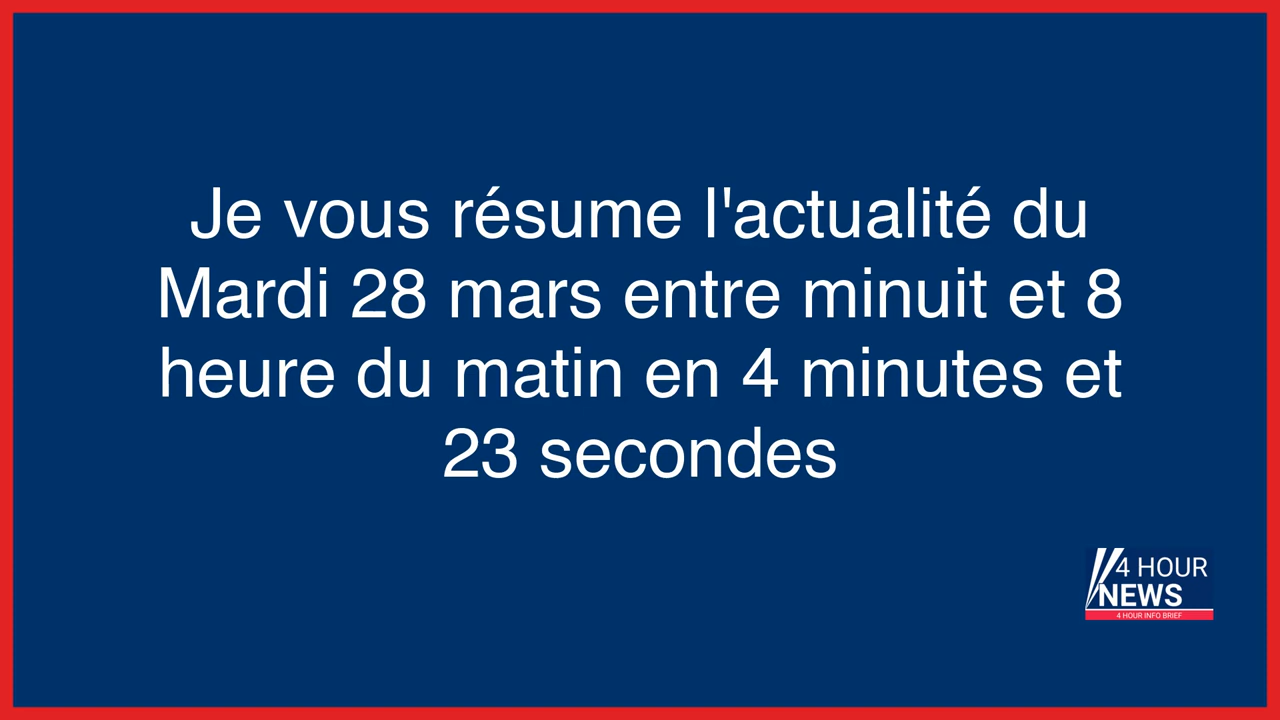 Je vous résume l'actualité du
Mardi 28 mars entre minuit et 8
heure du matin en 4 minutes et
23 secondes
4 HOUR
NEWS
4 HOUR INFO BRIEF